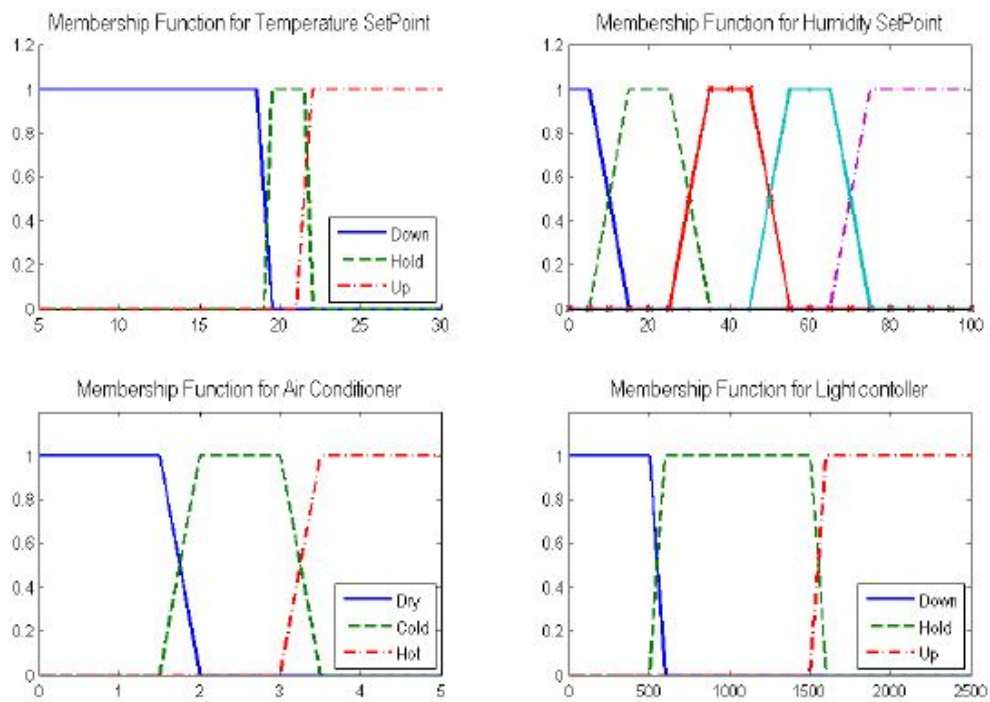 Membership Function for Temperature SetPoint
1.2
1
0.8
0.6
0.4
0.2
0
5 10 15 20 25 30
Down
Hold
Up
Membership Function for Humidity SetPoint
1.2
1
0.8
0.6
0.4
0.2
0
0 20 40 60 80 100
Membership Function for Air Conditioner
1
0.8
0.6
0.4
0.2
0
0 1 2 3 4 5
Dry
Cold
Hot
Membership Function for Light contoller
1
0.8
0.6
0.4
0.2
0
0 500 1000 1500 2000 2500
Down
Hold
Up